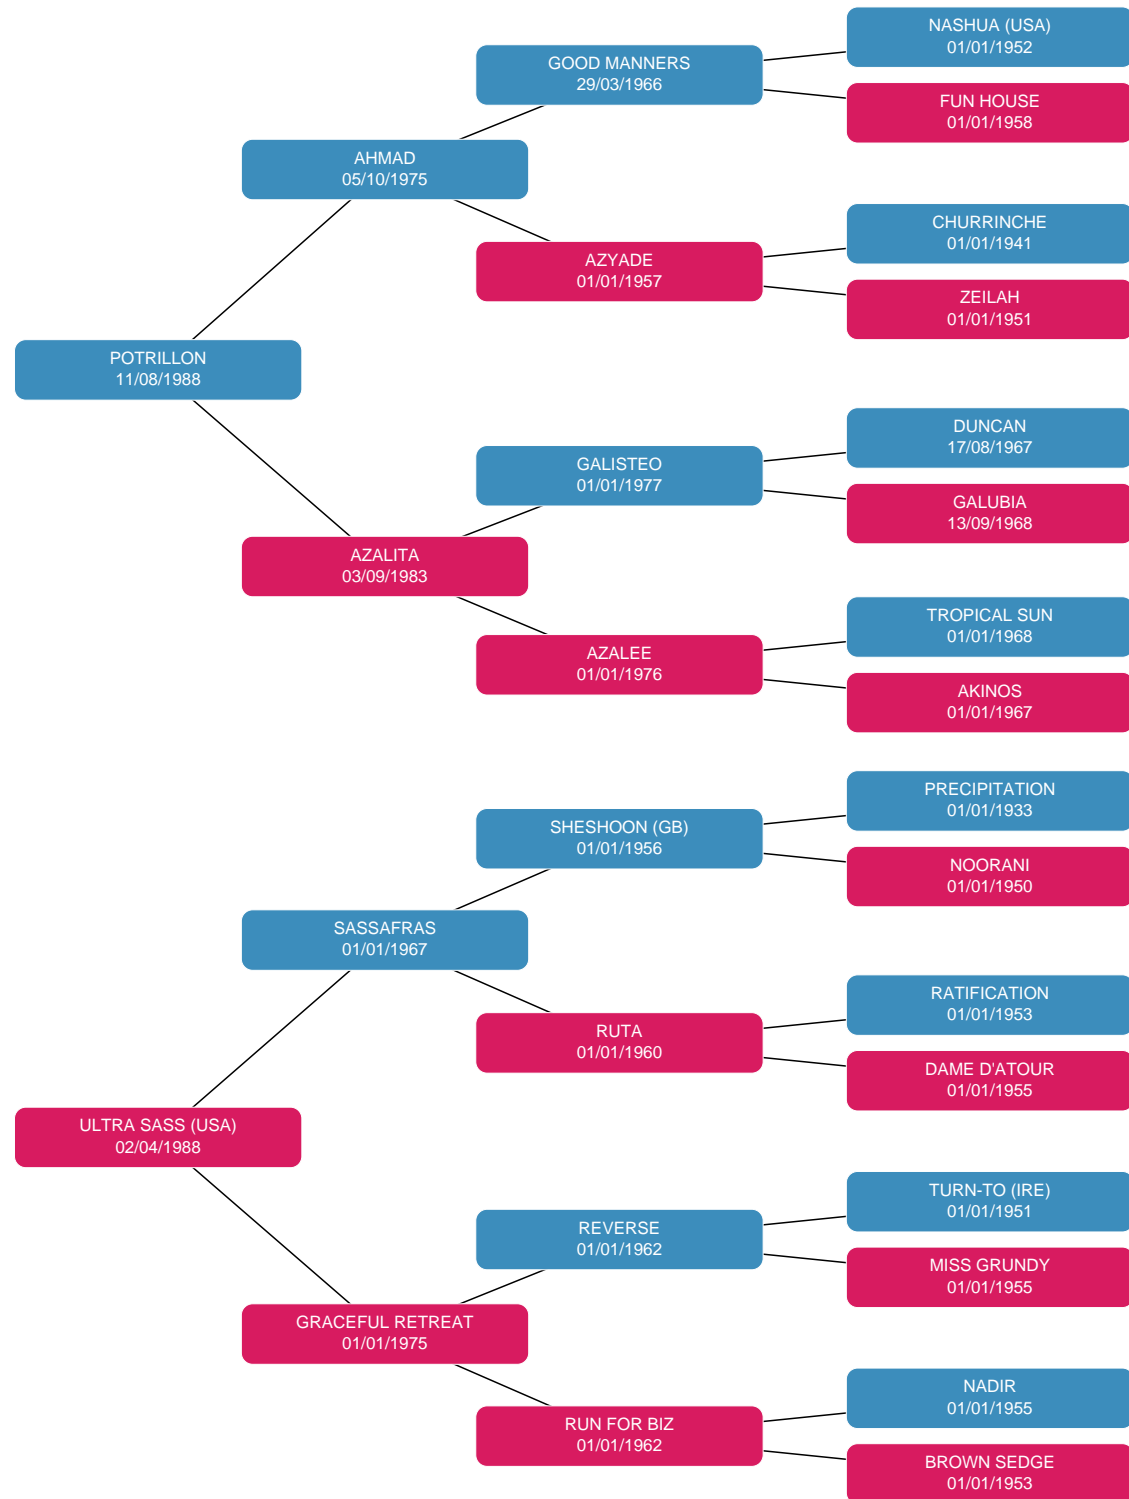 NASHUA (USA)
01/01/1952
GOOD MANNERS
29/03/1966
FUN HOUSE
01/01/1958
AHMAD
05/10/1975
CHURRINCHE
01/01/1941
AZYADE
01/01/1957
ZEILAH
01/01/1951
POTRILLON
11/08/1988
DUNCAN
17/08/1967
GALISTEO
01/01/1977
GALUBIA
13/09/1968
AZALITA
03/09/1983
TROPICAL SUN
01/01/1968
AZALEE
01/01/1976
AKINOS
01/01/1967
PRECIPITATION
01/01/1933
SHESHOON (GB)
01/01/1956
NOORANI
01/01/1950
SASSAFRAS
01/01/1967
RATIFICATION
01/01/1953
RUTA
01/01/1960
DAME D'ATOUR
01/01/1955
ULTRA SASS (USA)
02/04/1988
TURN-TO (IRE)
01/01/1951
REVERSE
01/01/1962
MISS GRUNDY
01/01/1955
GRACEFUL RETREAT
01/01/1975
NADIR
01/01/1955
RUN FOR BIZ
01/01/1962
BROWN SEDGE
01/01/1953